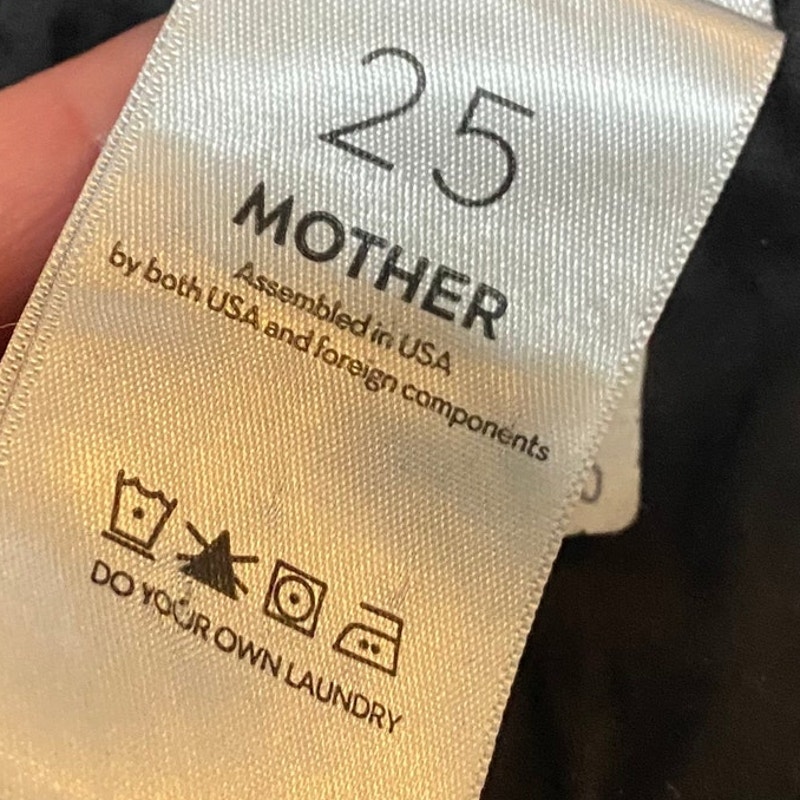 25
MOTHER
Assembled in USA
by both USA and foreign components
DO YOUR OWN LAUNDRY